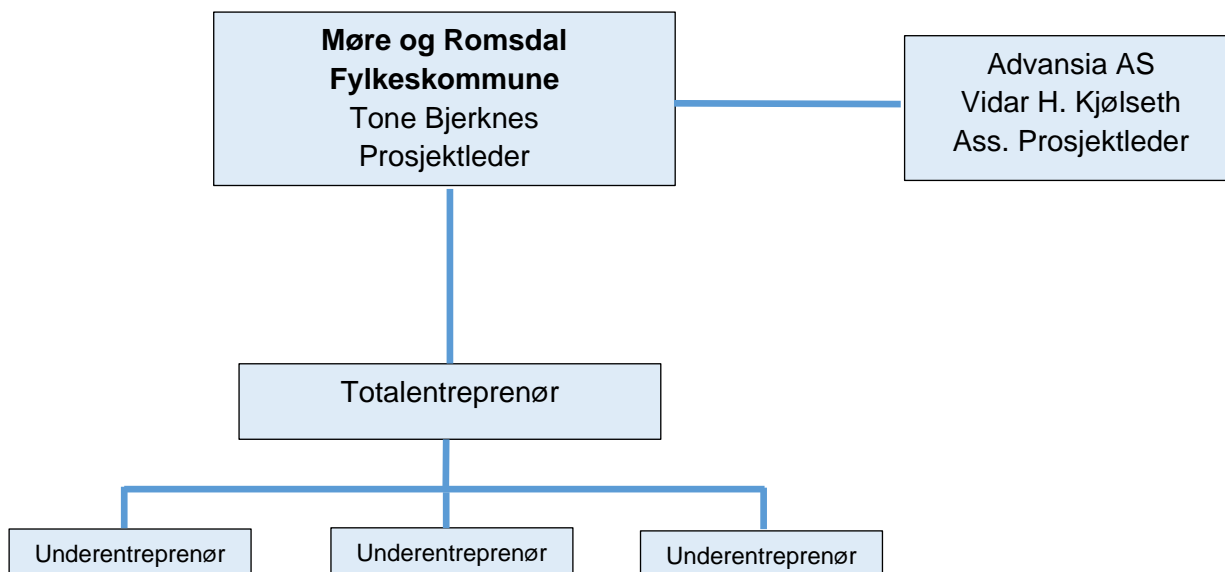 Møre og Romsdal
Fylkeskommune
Tone Bjerknes
Prosjektleder
Advansia AS
Vidar H. Kjølseth
Ass. Prosjektleder
Totalentreprenør
Underentreprenør
Underentreprenør
Underentreprenør